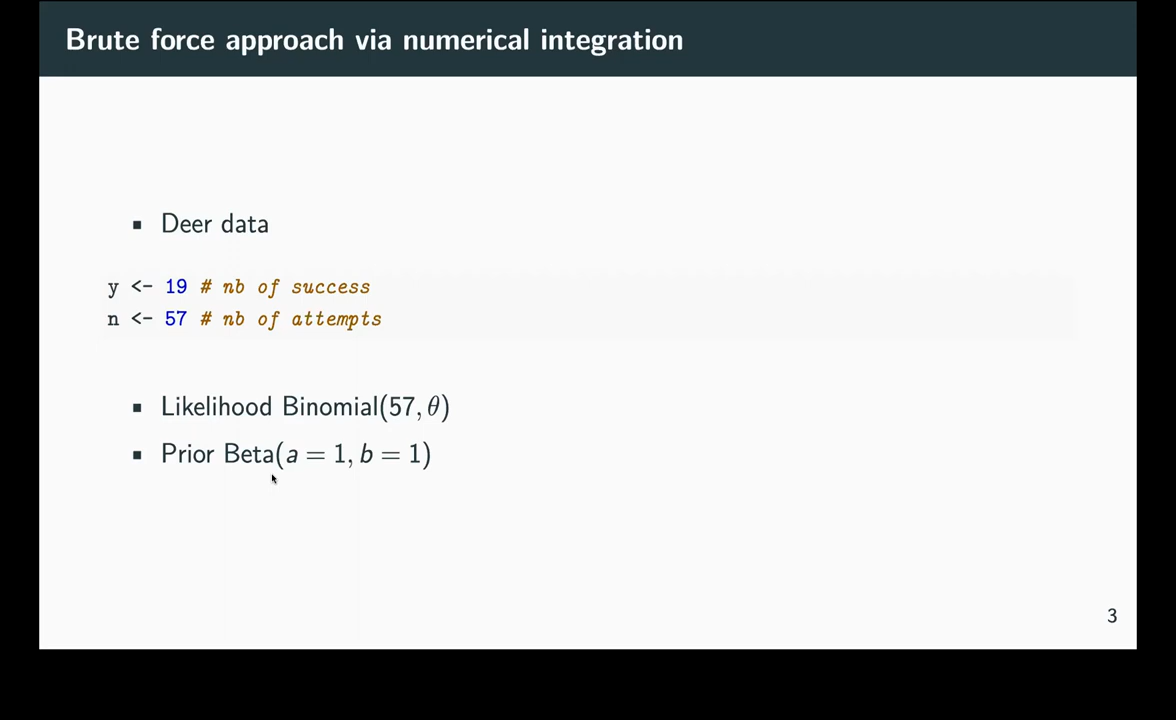 Brute force approach via numerical integration
▪ Deer data
y <- 19 # nb of success
n <- 57 # nb of attempts
▪ Likelihood Binomial(57, θ)
▪ Prior Beta(a = 1, b = 1)
3